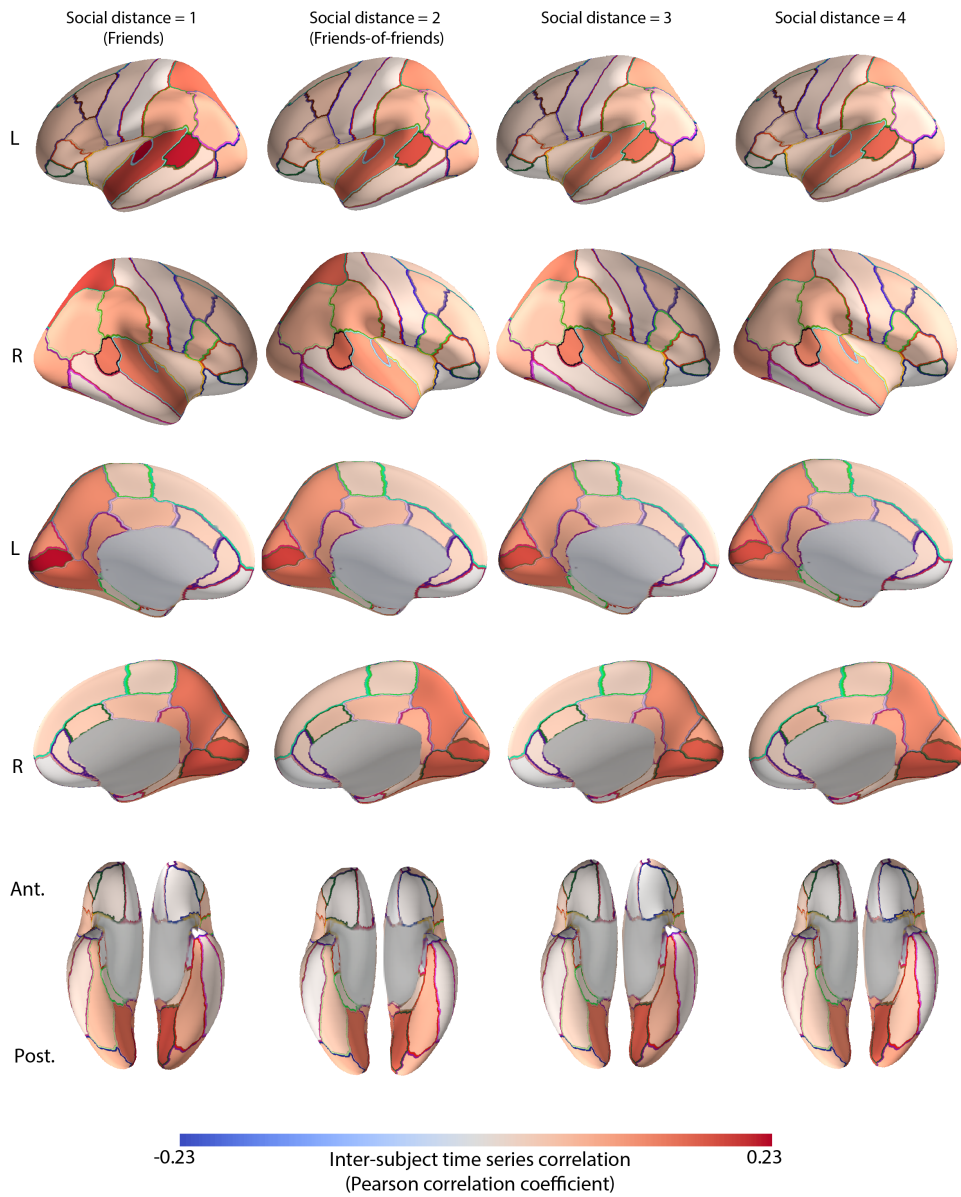 Social distance = 1
(Friends)
Social distance = 2
(Friends-of-friends)
Social distance = 3
Social distance = 4
L
R
L
R
Ant.
Post.
-0.23
Inter-subject time series correlation
(Pearson correlation coefficient)
0.23